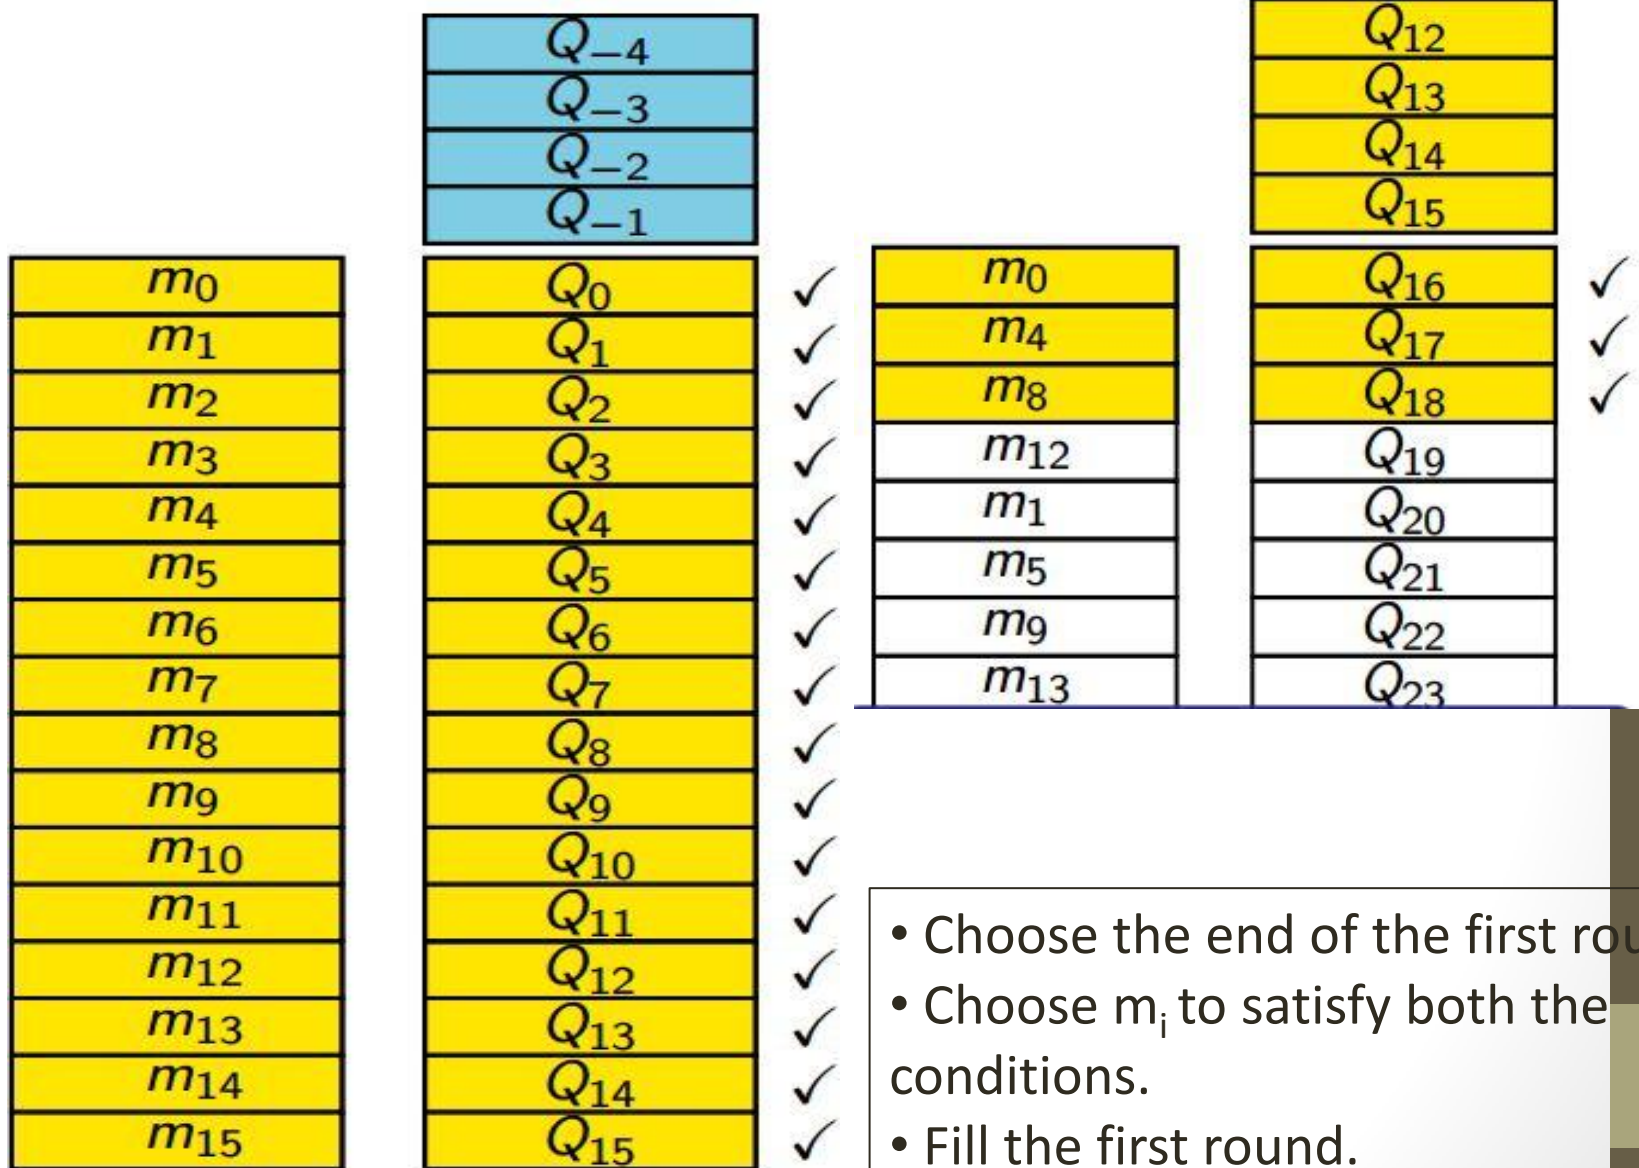 Q₋₄
Q₋₃
Q₋₂
Q₋₁
m₀ Q₀ ✓
m₁ Q₁ ✓
m₂ Q₂ ✓
m₃ Q₃ ✓
m₄ Q₄ ✓
m₅ Q₅ ✓
m₆ Q₆ ✓
m₇ Q₇ ✓
m₈ Q₈ ✓
m₉ Q₉ ✓
m₁₀ Q₁₀ ✓
m₁₁ Q₁₁ ✓
m₁₂ Q₁₂ ✓
m₁₃ Q₁₃ ✓
m₁₄ Q₁₄ ✓
m₁₅ Q₁₅ ✓
Q₁₂
Q₁₃
Q₁₄
Q₁₅
m₀ Q₁₆ ✓
m₄ Q₁₇ ✓
m₈ Q₁₈ ✓
m₁₂ Q₁₉
m₁ Q₂₀
m₅ Q₂₁
m₉ Q₂₂
m₁₃ Q₂₃
• Choose the end of the first
• Choose mᵢ to satisfy both the
conditions.
• Fill the first round.